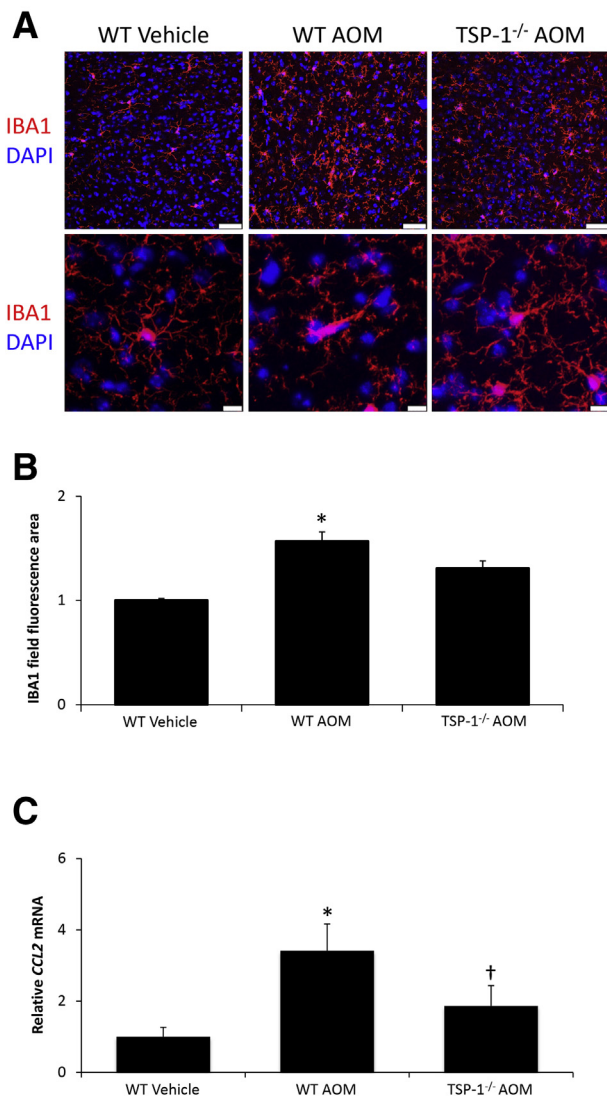 A
WT Vehicle
WT AOM
TSP-1-/- AOM
IBA1
DAPI
IBA1
DAPI
B
IBA1 field fluorescence area
2
1
0
*
WT Vehicle
WT AOM
TSP-1-/- AOM
C
Relative CCL2 mRNA
6
4
2
0
*
†
WT Vehicle
WT AOM
TSP-1-/- AOM